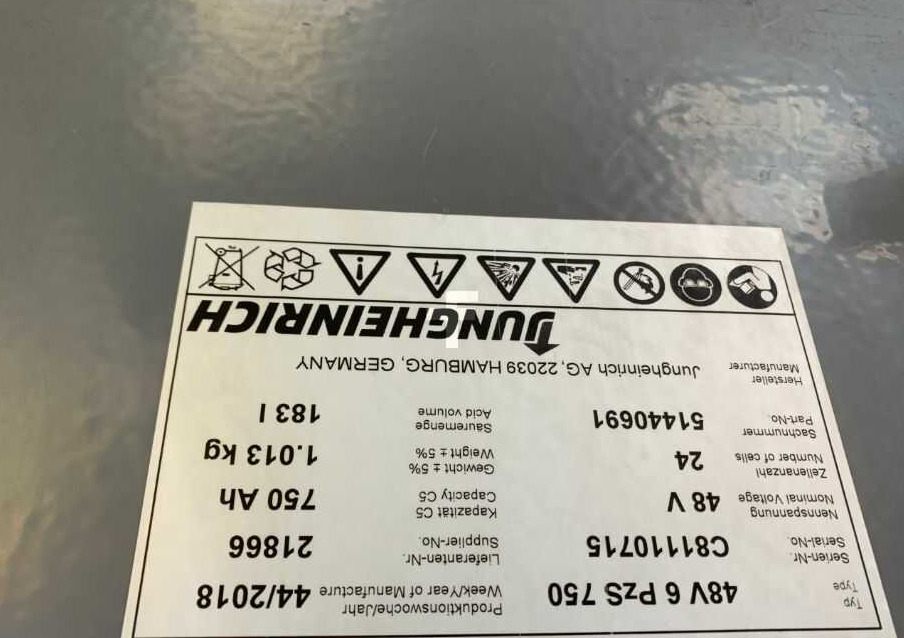 Typ
Type
48V 6 PzS 750
Produktionswoche/Jahr
Week/Year of Manufacture
44/2018
Serien-Nr.
Serial-No.
C81110715
Lieferanten-Nr.
Supplier-No.
21866
Nennspannung
Nominal Voltage
48 V
Kapazität C5
Capacity C5
750 Ah
Zellenanzahl
Number of cells
24
Gewicht ± 5%
Weight ± 5%
1.013 kg
Sachnummer
Part-No.
51440691
Säuremenge
Acid volume
183 l
Hersteller
Manufacturer
Jungheinrich AG, 22039 HAMBURG, GERMANY
JUNGHEINRICH